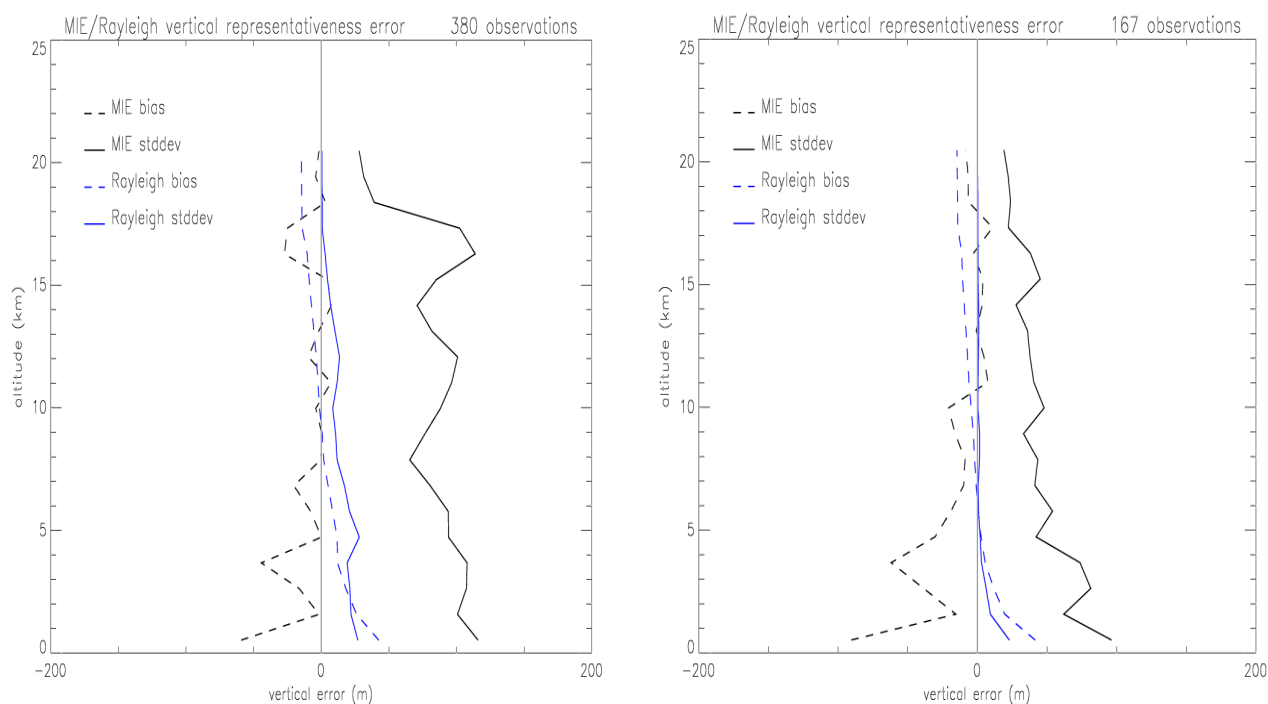 MIE/Rayleigh vertical representativeness error 380 observations
25
MIE bias
MIE stddev
20
Rayleigh bias
Rayleigh stddev
15
altitude (km)
10
5
0
-200 0 200
vertical error (m)
MIE/Rayleigh vertical representativeness error 167 observations
25
MIE bias
MIE stddev
20
Rayleigh bias
Rayleigh stddev
15
altitude (km)
10
5
0
-200 0 200
vertical error (m)